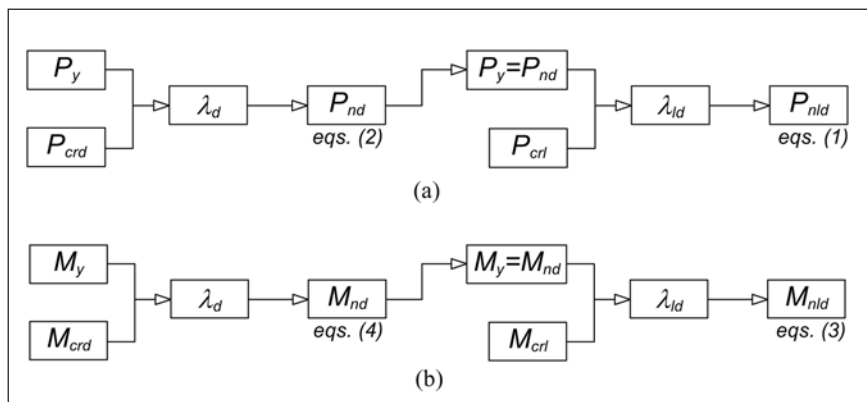 P_y
λ_d
P_nd
eqs. (2)
P_y=P_nd
λ_ld
P_nld
eqs. (1)
P_crd
P_crl
(a)
M_y
λ_d
M_nd
eqs. (4)
M_y=M_nd
λ_ld
M_nld
eqs. (3)
M_crd
M_crl
(b)